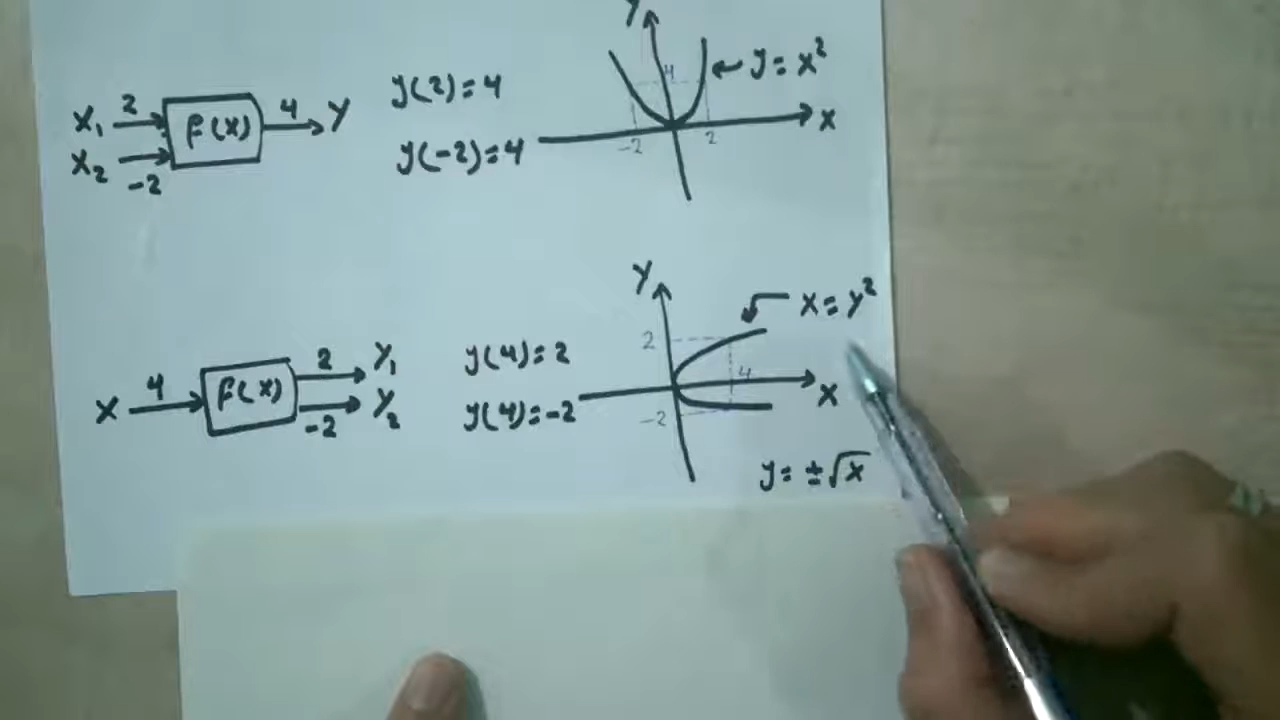 X₁ 2 f(x) 4 Y
X₂ -2
y(2)=4
y(-2)=4
Y
4
y=x²
-2 2 X
X 4 f(x) 2 Y₁
-2 Y₂
y(4)=2
y(4)=-2
Y
x=y²
2
4
X
-2
y=±√x